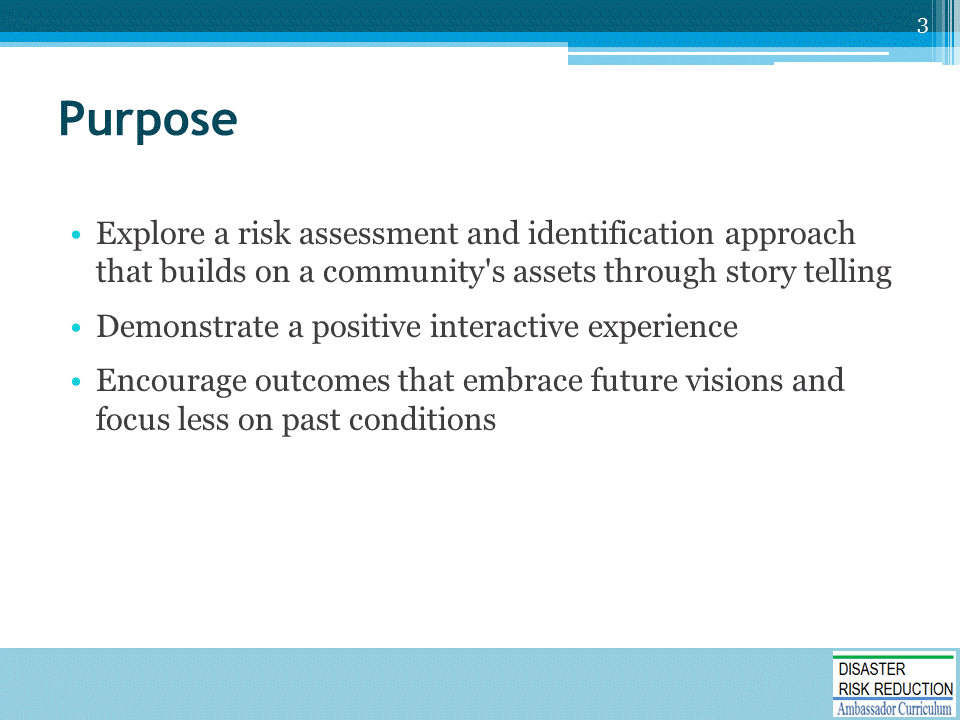 3
Purpose
• Explore a risk assessment and identification approach
that builds on a community's assets through story telling
• Demonstrate a positive interactive experience
• Encourage outcomes that embrace future visions and
focus less on past conditions
DISASTER
RISK REDUCTION
Ambassador Curriculum